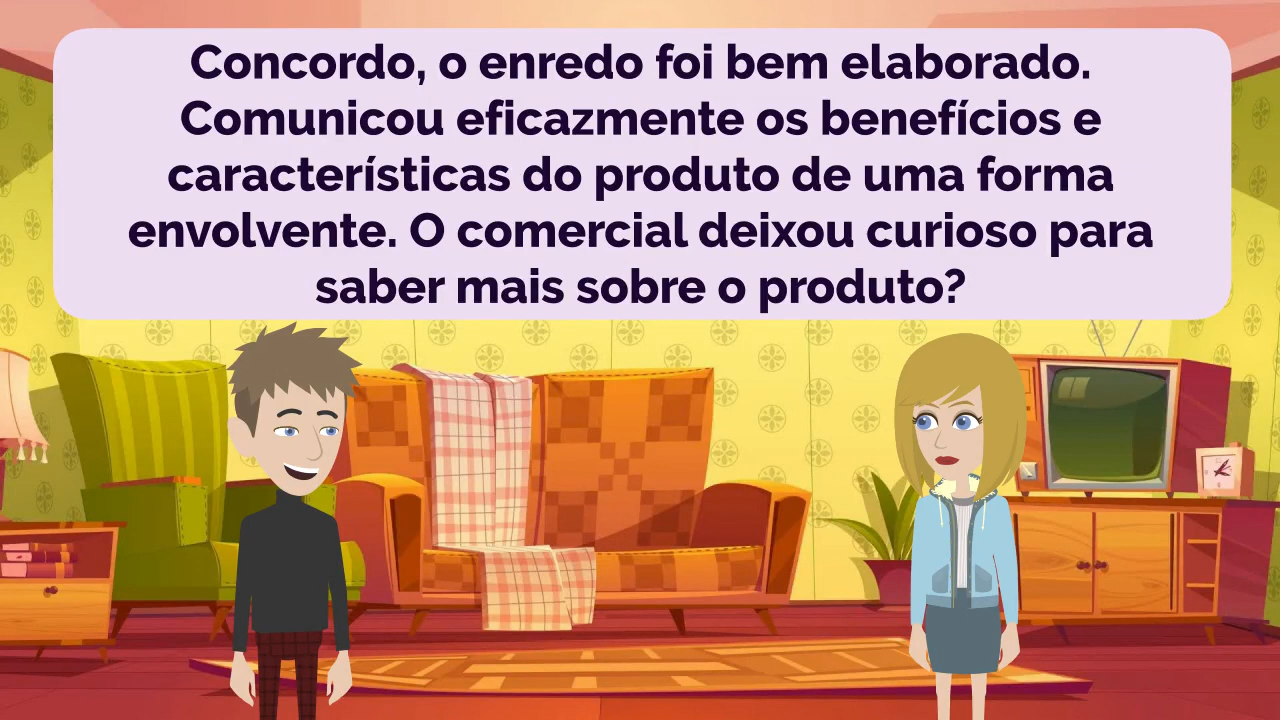 Concordo, o enredo foi bem elaborado.
Comunicou eficazmente os benefícios e
características do produto de uma forma
envolvente. O comercial deixou curioso para
saber mais sobre o produto?